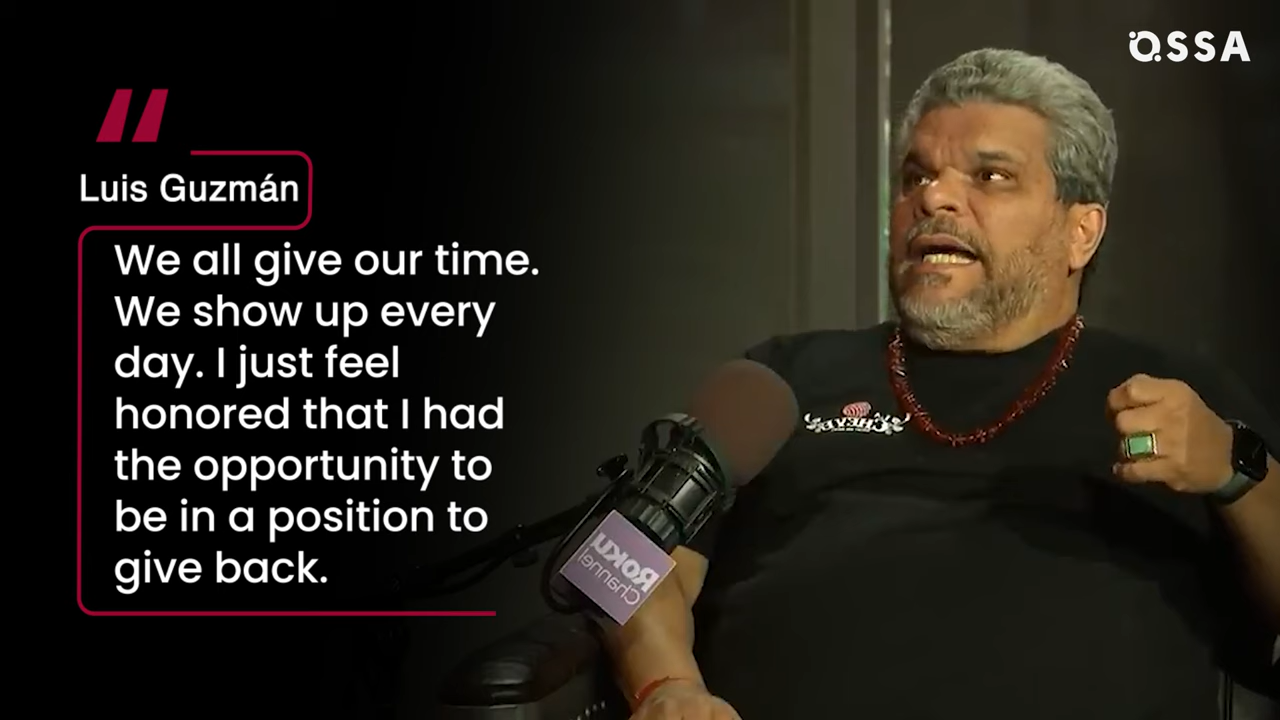 ossa
Luis Guzmán
We all give our time.
We show up every
day. I just feel
honored that I had
the opportunity to
be in a position to
give back.
Roku
Channel